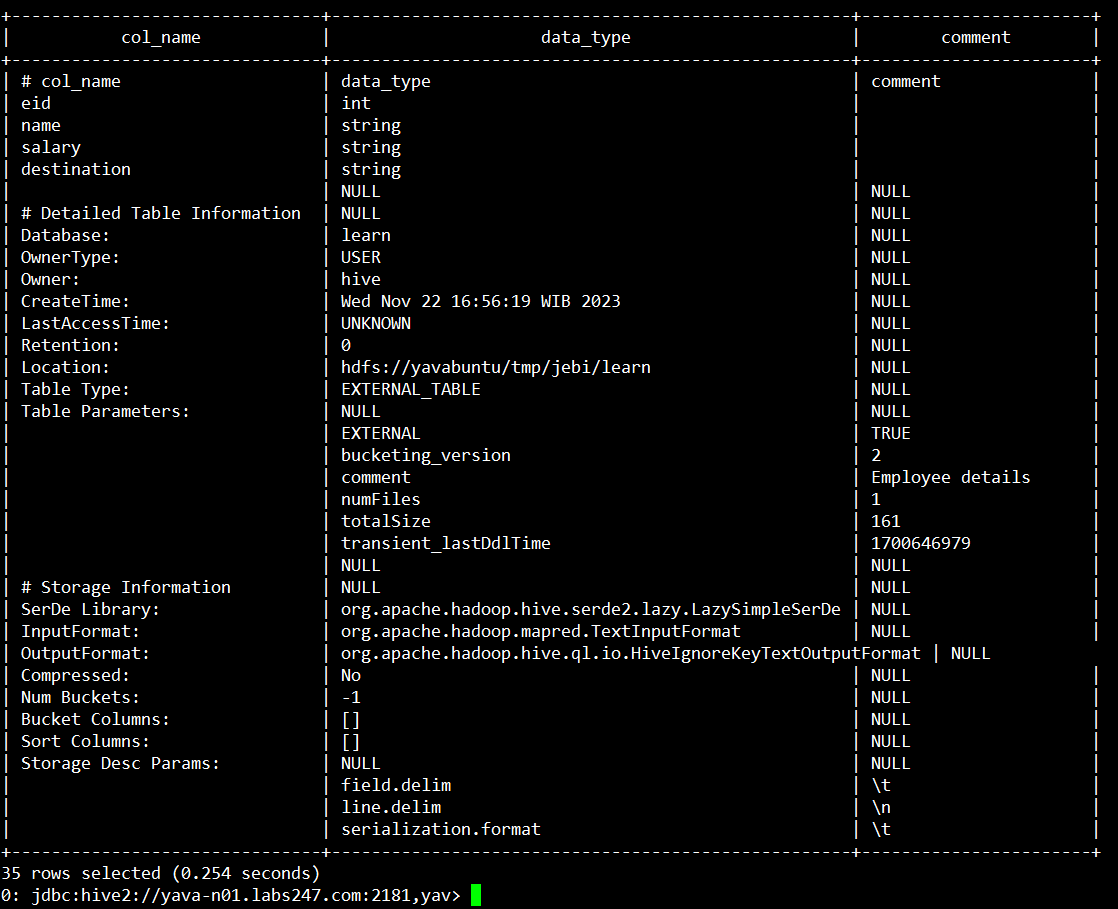 +--------------------------------+-----------------------------------------------------+-----------------------+
|            col_name            |                      data_type                      |        comment        |
+--------------------------------+-----------------------------------------------------+-----------------------+
| # col_name                     | data_type                                           | comment               |
| eid                            | int                                                 |                       |
| name                           | string                                              |                       |
| salary                         | string                                              |                       |
| destination                    | string                                              |                       |
|                                | NULL                                                | NULL                  |
| # Detailed Table Information   | NULL                                                | NULL                  |
| Database:                      | learn                                               | NULL                  |
| OwnerType:                     | USER                                                | NULL                  |
| Owner:                         | hive                                                | NULL                  |
| CreateTime:                    | Wed Nov 22 16:56:19 WIB 2023                        | NULL                  |
| LastAccessTime:                | UNKNOWN                                             | NULL                  |
| Retention:                     | 0                                                   | NULL                  |
| Location:                      | hdfs://yavabuntu/tmp/jebi/learn                     | NULL                  |
| Table Type:                    | EXTERNAL_TABLE                                      | NULL                  |
| Table Parameters:              | NULL                                                | NULL                  |
|                                | EXTERNAL                                            | TRUE                  |
|                                | bucketing_version                                   | 2                     |
|                                | comment                                             | Employee details      |
|                                | numFiles                                            | 1                     |
|                                | totalSize                                           | 161                   |
|                                | transient_lastDdlTime                               | 1700646979            |
|                                | NULL                                                | NULL                  |
| # Storage Information          | NULL                                                | NULL                  |
| SerDe Library:                 | org.apache.hadoop.hive.serde2.lazy.LazySimpleSerDe  | NULL                  |
| InputFormat:                   | org.apache.hadoop.mapred.TextInputFormat            | NULL                  |
| OutputFormat:                  | org.apache.hadoop.hive.ql.io.HiveIgnoreKeyTextOutputFormat | NULL
| Compressed:                    | No                                                  | NULL                  |
| Num Buckets:                   | -1                                                  | NULL                  |
| Bucket Columns:                | []                                                  | NULL                  |
| Sort Columns:                  | []                                                  | NULL                  |
| Storage Desc Params:           | NULL                                                | NULL                  |
|                                | field.delim                                         | \t                    |
|                                | line.delim                                          | \n                    |
|                                | serialization.format                                | \t                    |
+--------------------------------+-----------------------------------------------------+-----------------------+
35 rows selected (0.254 seconds)
0: jdbc:hive2://yava-n01.labs247.com:2181,yav>